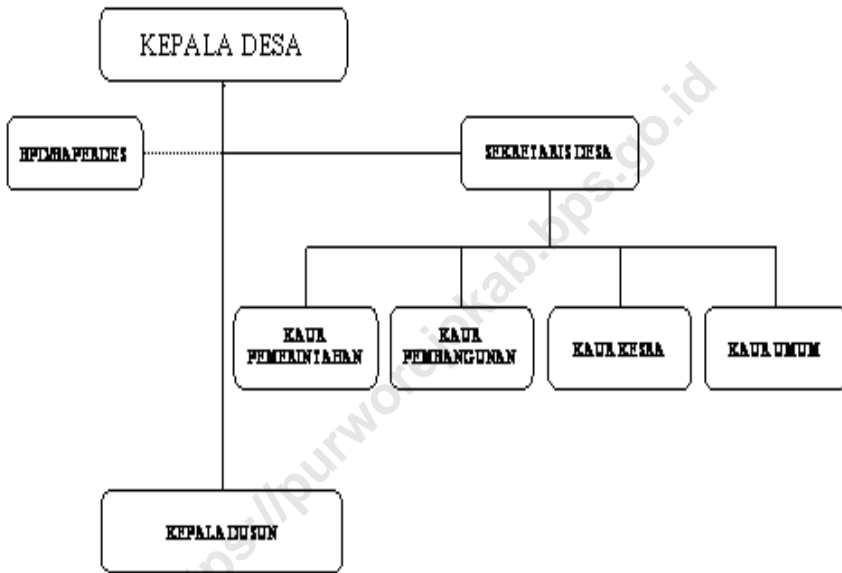 KEPALA DESA
SEKRETARIS DESA
KAUR
PEMERINTAHAN
KAUR
PEMBANGUNAN
KAUR KESRA
KAUR UMUM
KEPALA DUSUN
https://purworejokab.bps.go.id